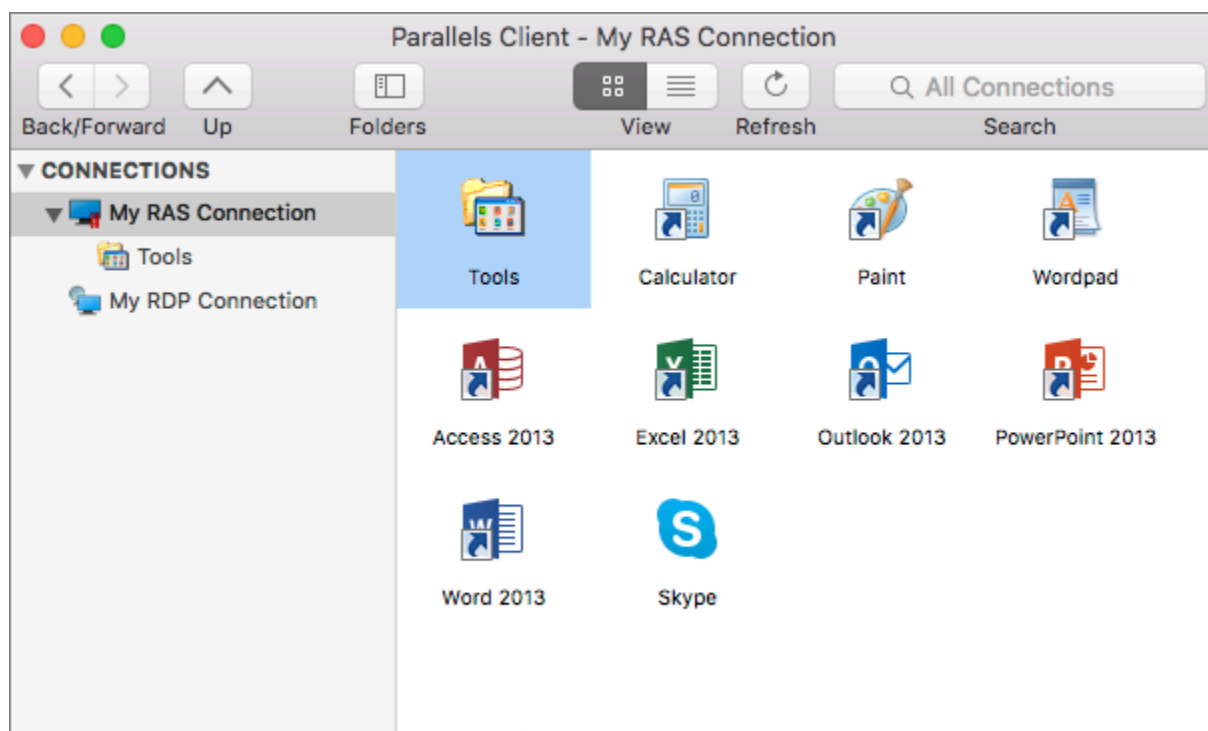 Parallels Client - My RAS Connection
All Connections
Back/Forward Up Folders View Refresh Search
CONNECTIONS
My RAS Connection
Tools
My RDP Connection
Tools Calculator Paint Wordpad
Access 2013 Excel 2013 Outlook 2013 PowerPoint 2013
Word 2013 Skype